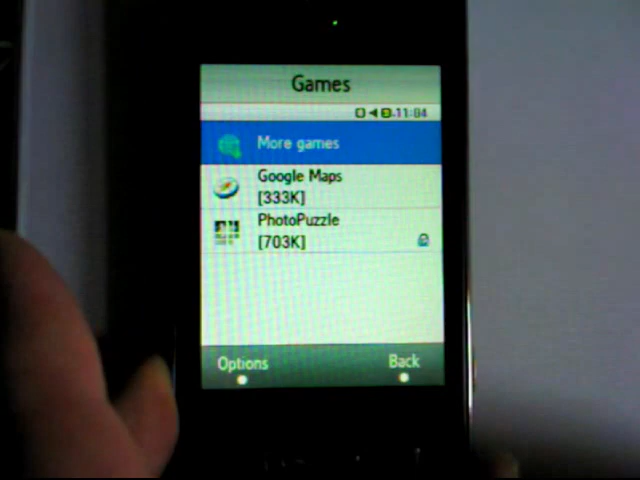 Games
11:04
More games
Google Maps
[333K]
PhotoPuzzle
[703K]
Options
Back